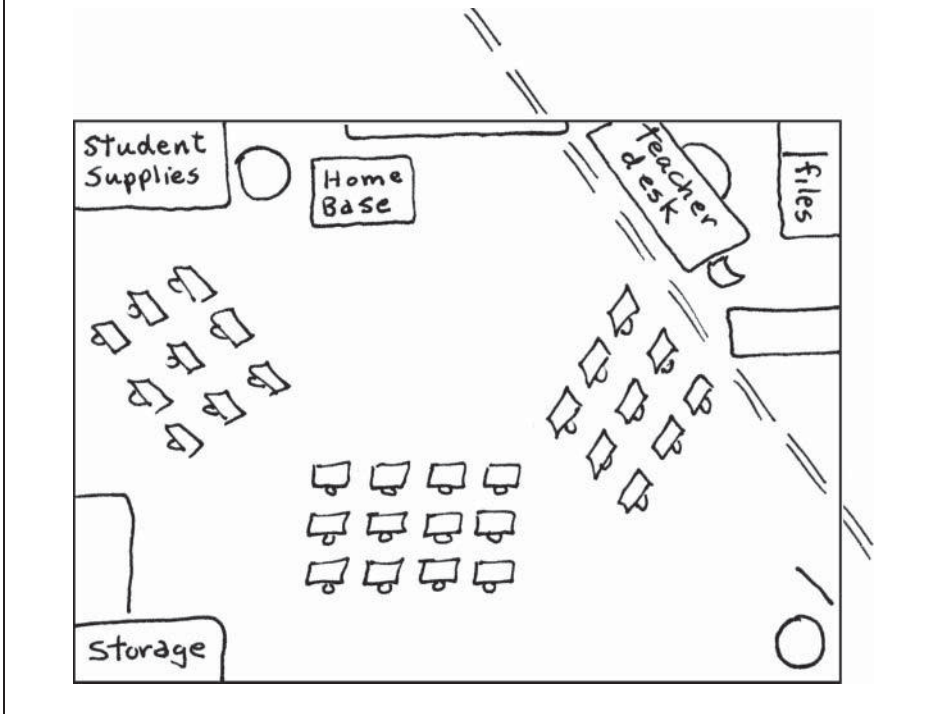 Student
Supplies
Home
Base
teacher
desk
files
Storage